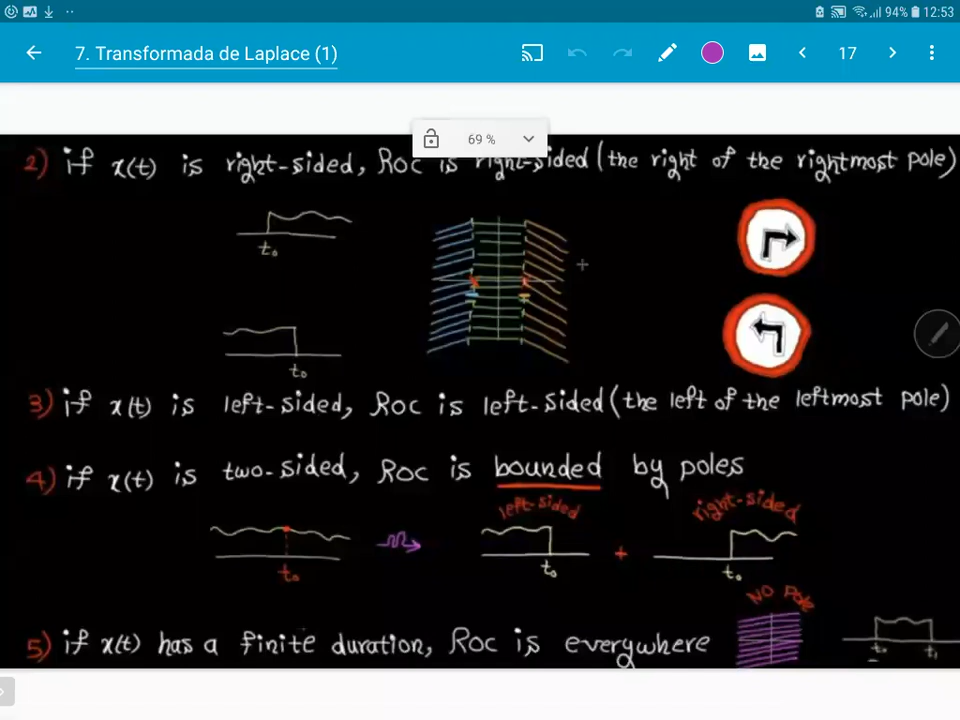 94% 12:53
7. Transformada de Laplace (1)
17
69 %
2) if x(t) is right-sided, Roc is right-sided (the right of the rightmost pole)
t₀
t₀
3) if x(t) is left-sided, Roc is left-sided (the left of the leftmost pole)
4) if x(t) is two-sided, Roc is bounded by poles
left-sided right-sided
t₀ t₀ + t₀
NO Pole
5) if x(t) has a finite duration, Roc is everywhere
t₀ t₁